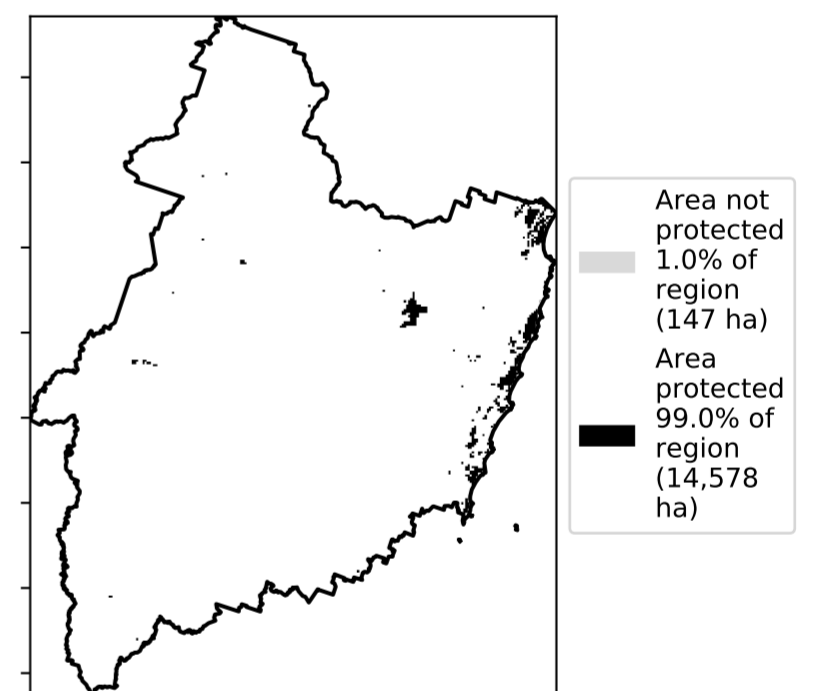 Area not
protected
1.0% of
region
(147 ha)
Area
protected
99.0% of
region
(14,578
ha)